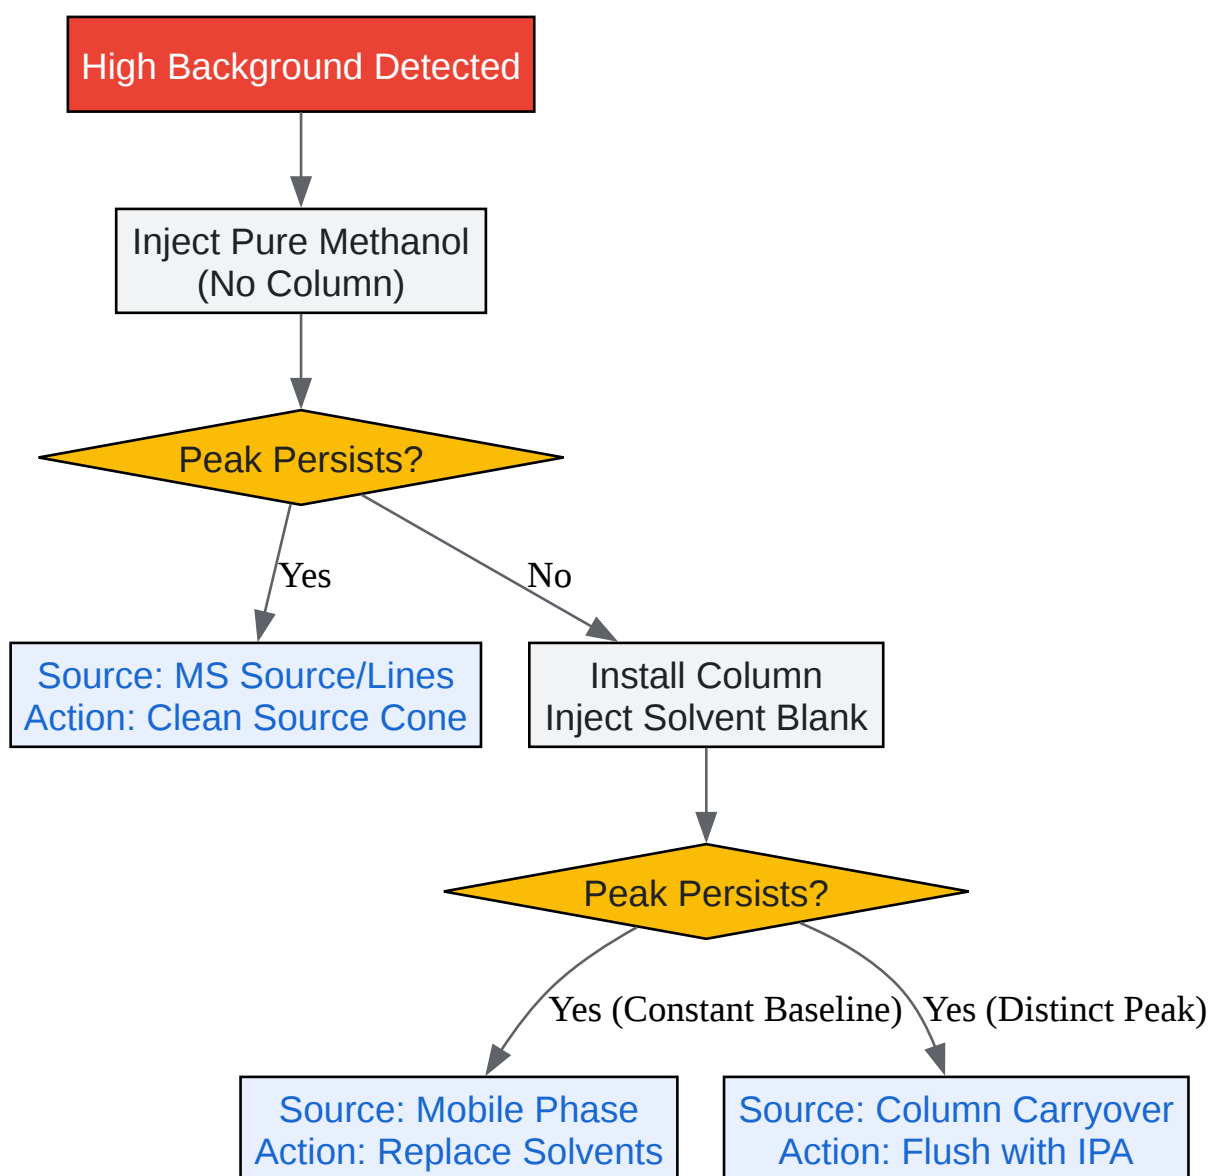 High Background Detected
Inject Pure Methanol
(No Column)
Peak Persists?
Yes
No
Source: MS Source/Lines
Action: Clean Source Cone
Install Column
Inject Solvent Blank
Peak Persists?
Yes (Constant Baseline)
Yes (Distinct Peak)
Source: Mobile Phase
Action: Replace Solvents
Source: Column Carryover
Action: Flush with IPA